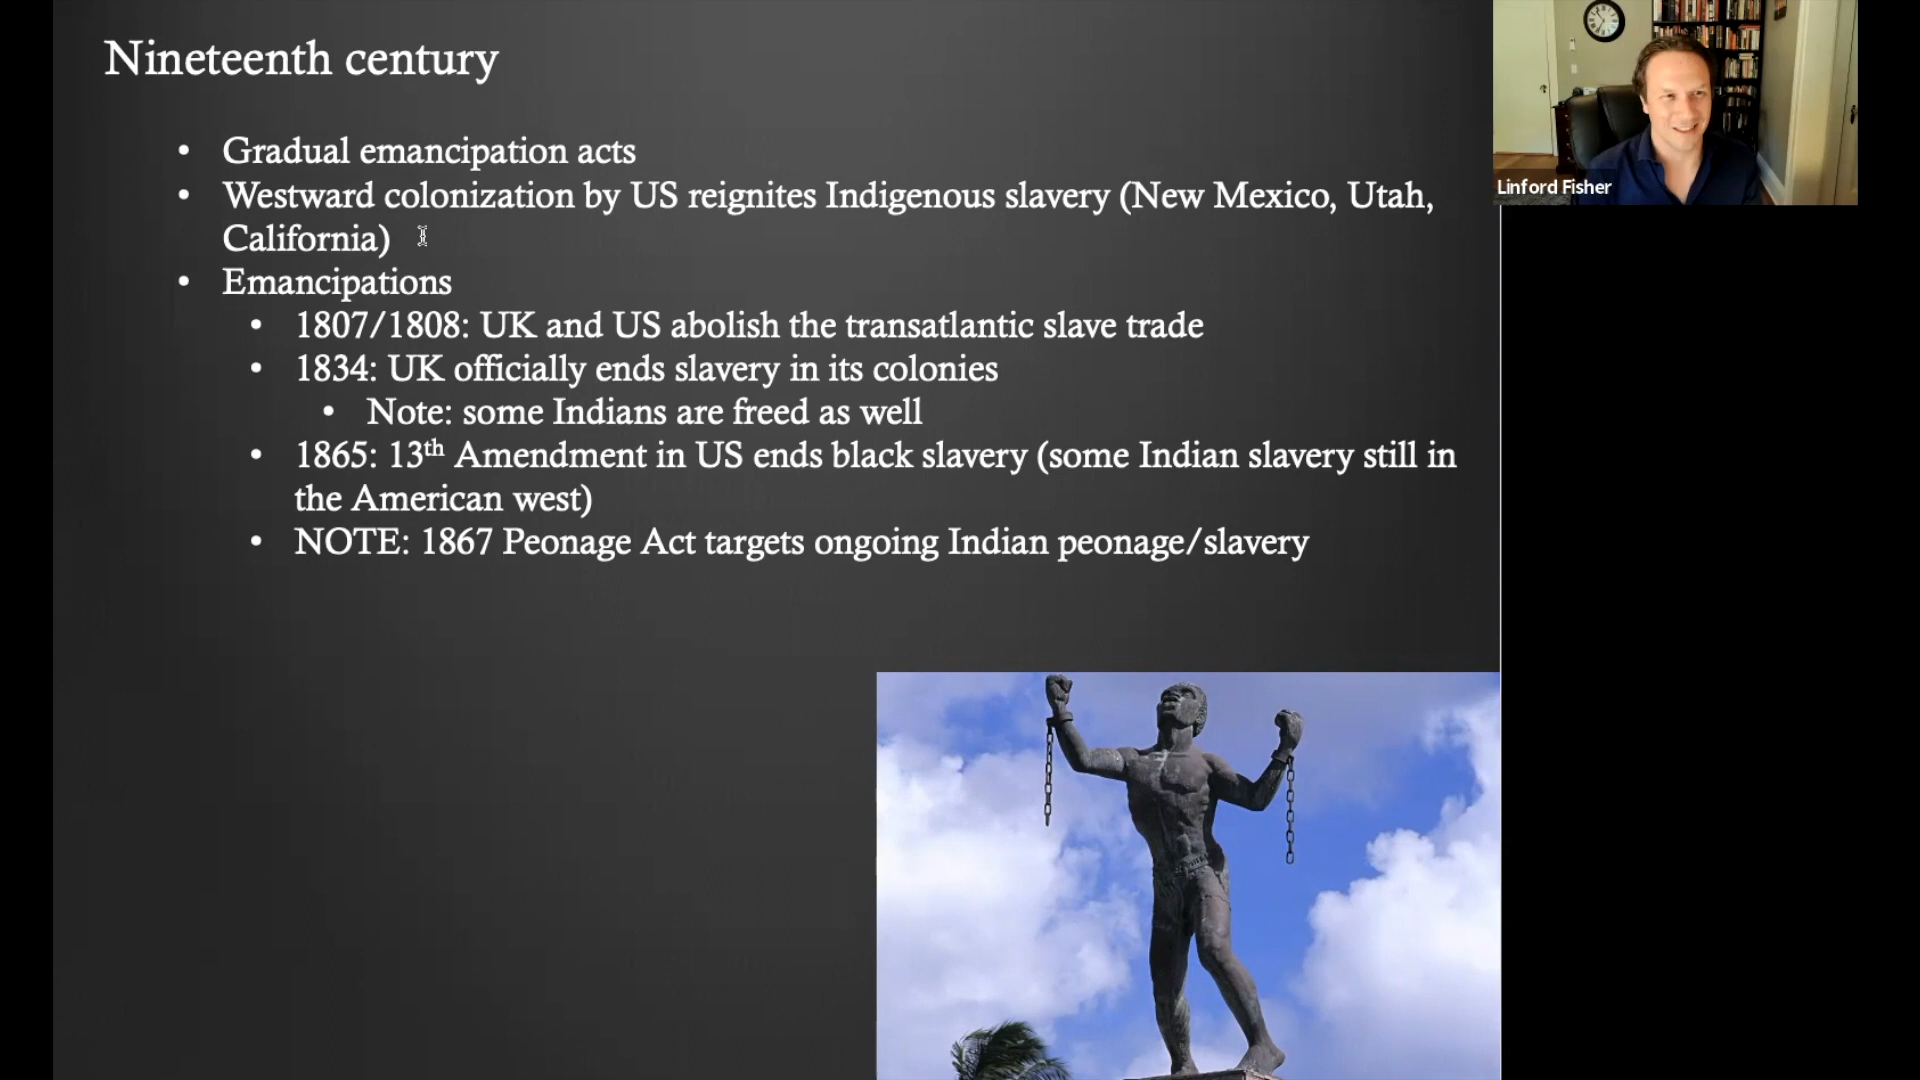 Nineteenth century
• Gradual emancipation acts
• Westward colonization by US reignites Indigenous slavery (New Mexico, Utah,
California)
• Emancipations
• 1807/1808: UK and US abolish the transatlantic slave trade
• 1834: UK officially ends slavery in its colonies
• Note: some Indians are freed as well
• 1865: 13th Amendment in US ends black slavery (some Indian slavery still in
the American west)
• NOTE: 1867 Peonage Act targets ongoing Indian peonage/slavery
Linford Fisher